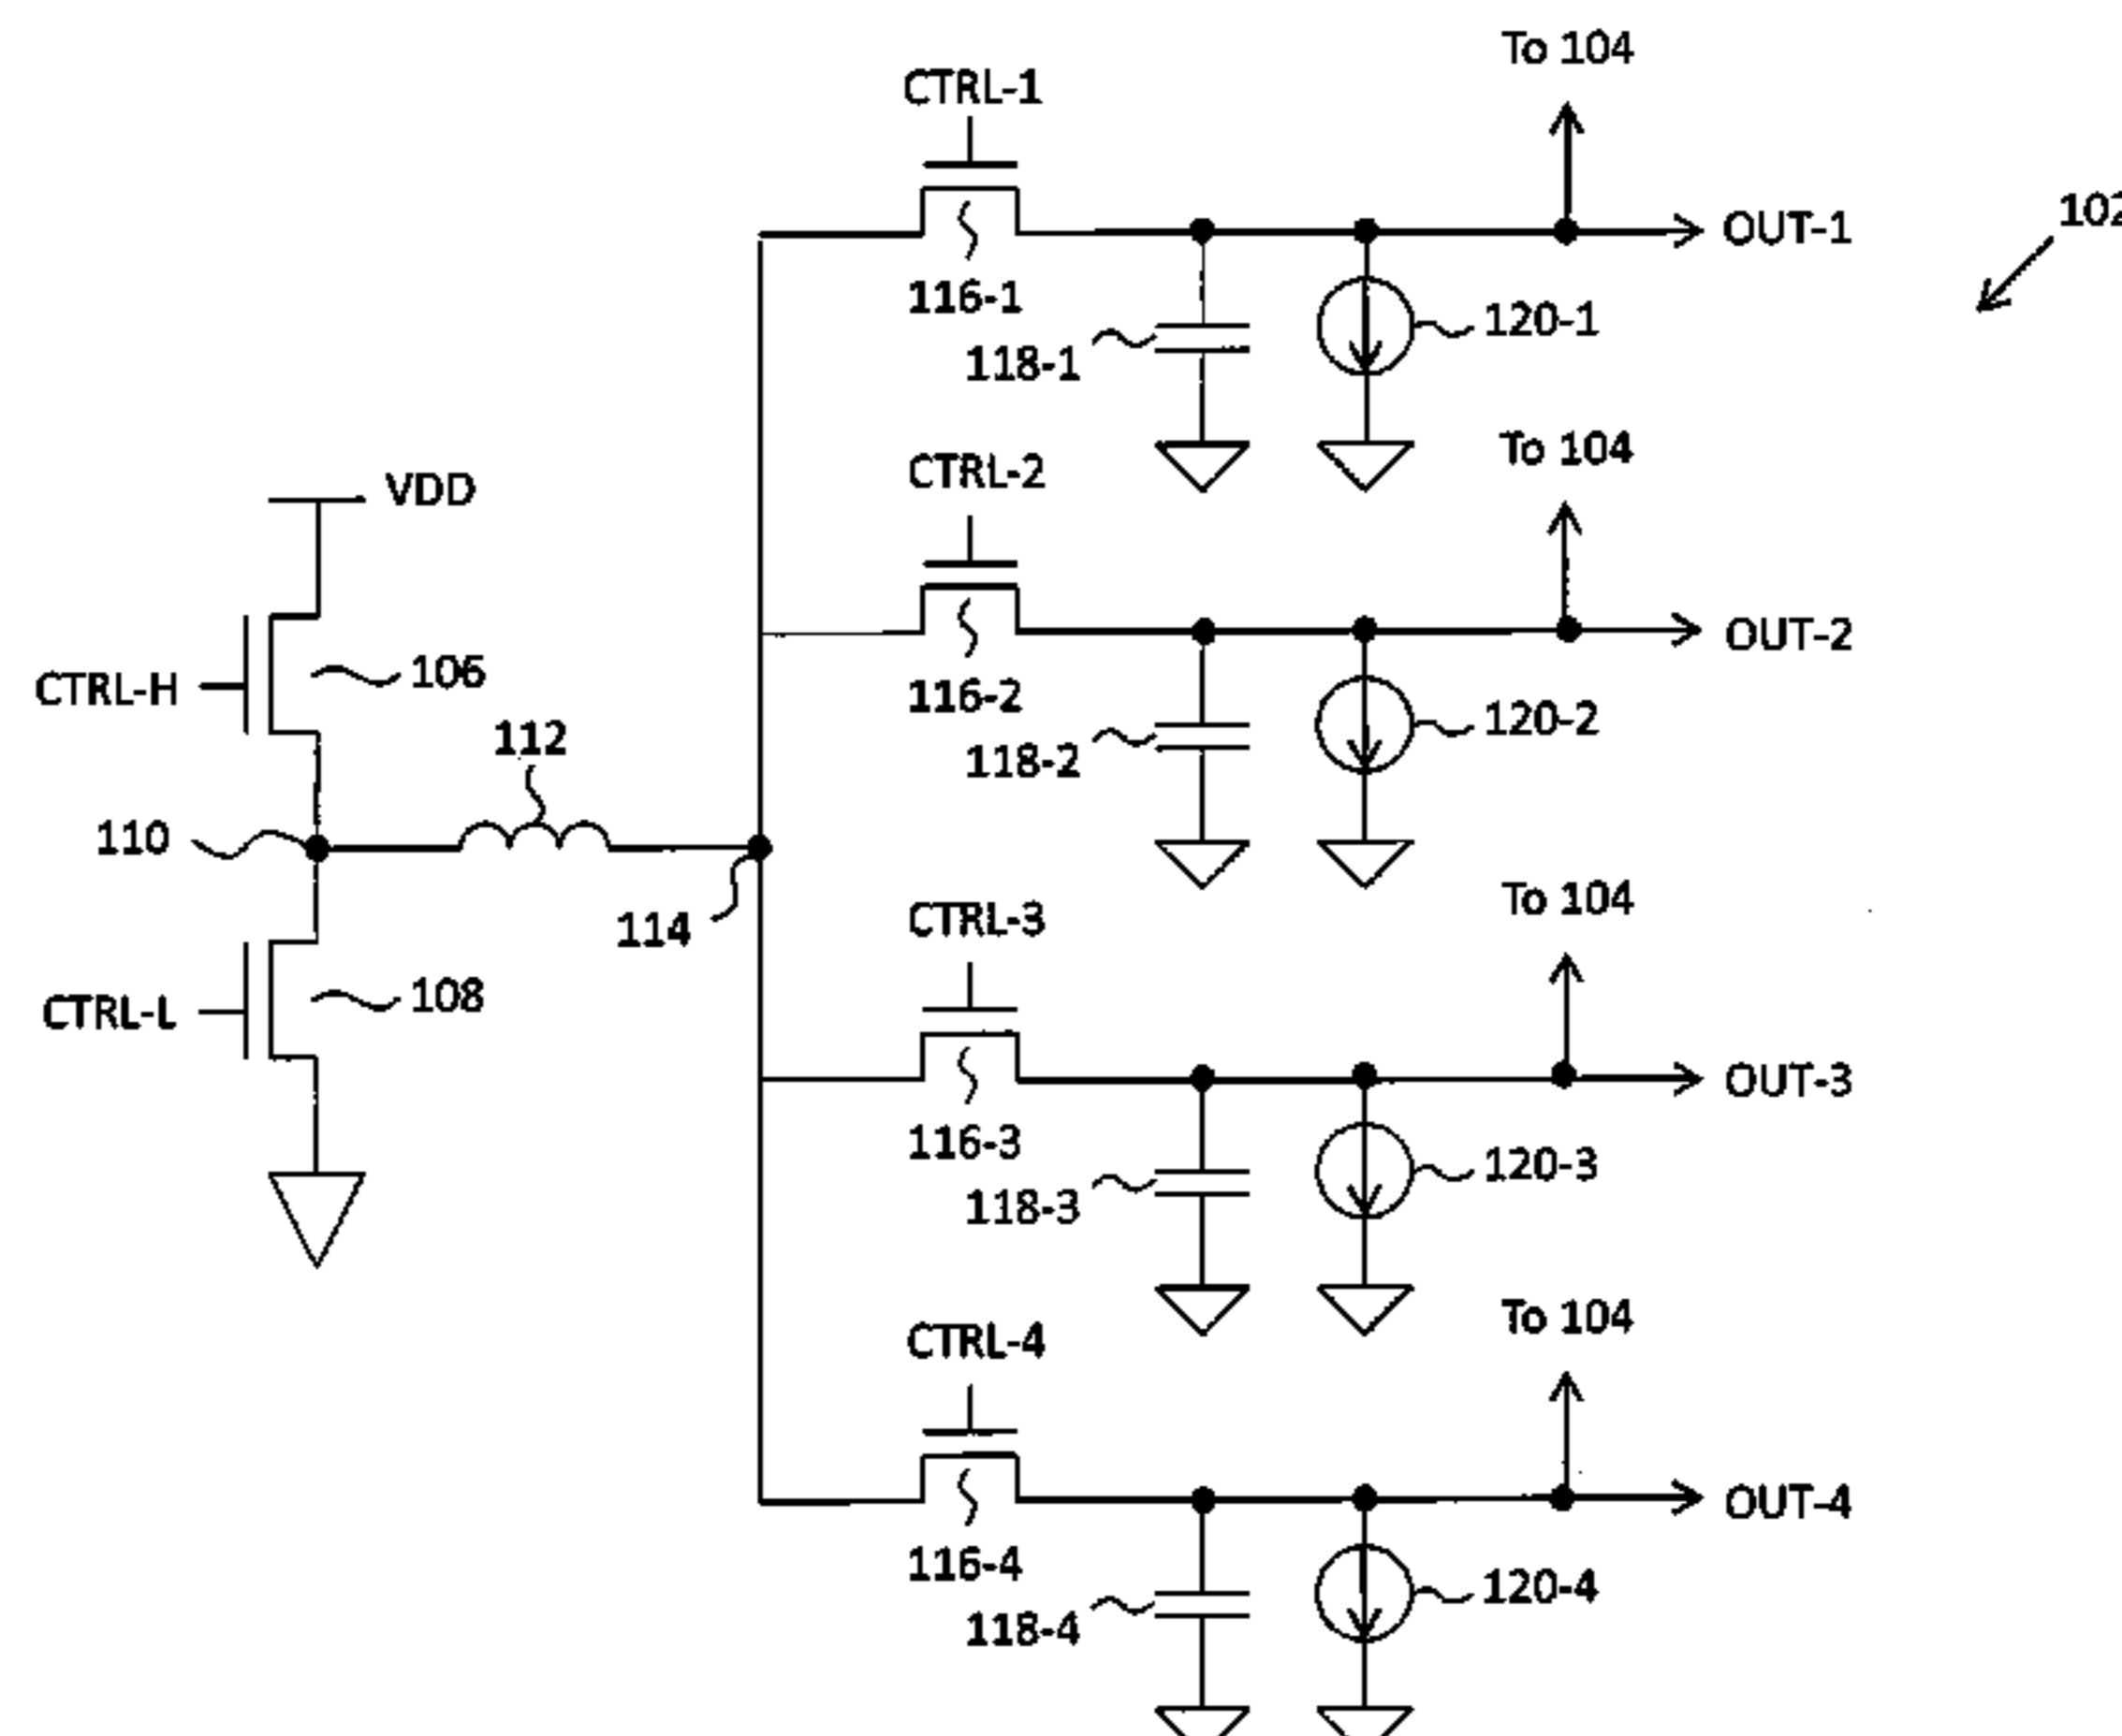 To 104
CTRL-1
102
OUT-1
116-1
120-1
118-1
To 104
CTRL-2
VDD
OUT-2
CTRL-H
106
116-2
120-2
112
118-2
110
To 104
CTRL-3
114
CTRL-L
108
OUT-3
116-3
120-3
118-3
To 104
CTRL-4
OUT-4
116-4
120-4
118-4